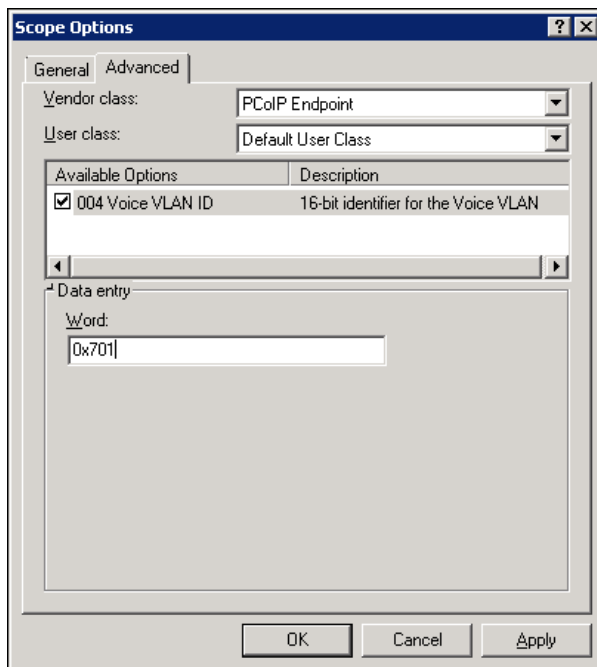 Scope Options
General Advanced
Vendor class: PCoIP Endpoint
User class: Default User Class
Available Options Description
004 Voice VLAN ID 16-bit identifier for the Voice VLAN
Data entry
Word:
0x701
OK Cancel Apply